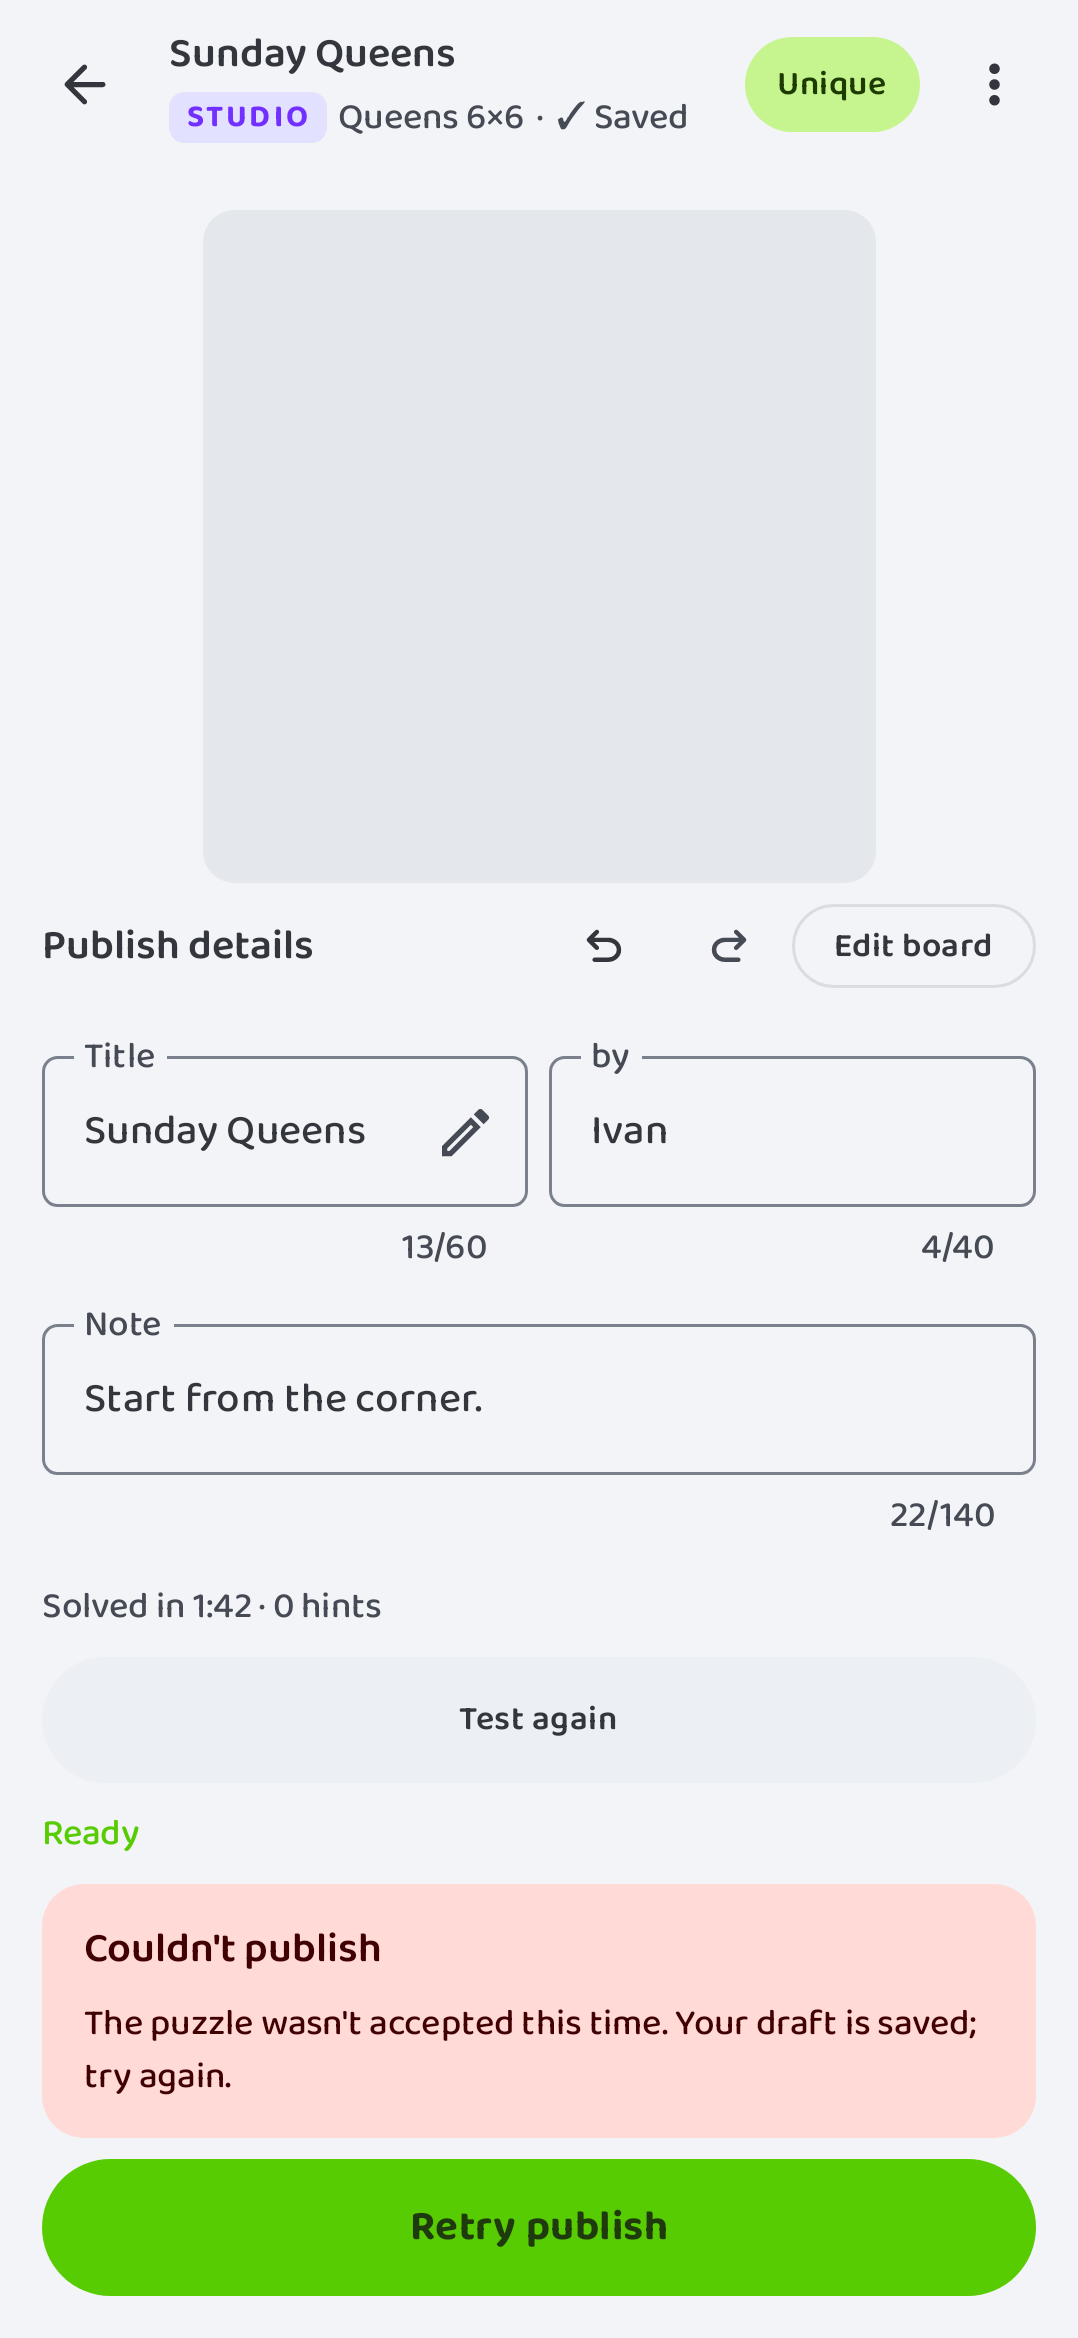 Sunday Queens
STUDIO Queens 6×6 · ✓ Saved
Unique
Publish details
Edit board
Title
Sunday Queens
13/60
by
Ivan
4/40
Note
Start from the corner.
22/140
Solved in 1:42 · 0 hints
Test again
Ready
Couldn't publish
The puzzle wasn't accepted this time. Your draft is saved;
try again.
Retry publish